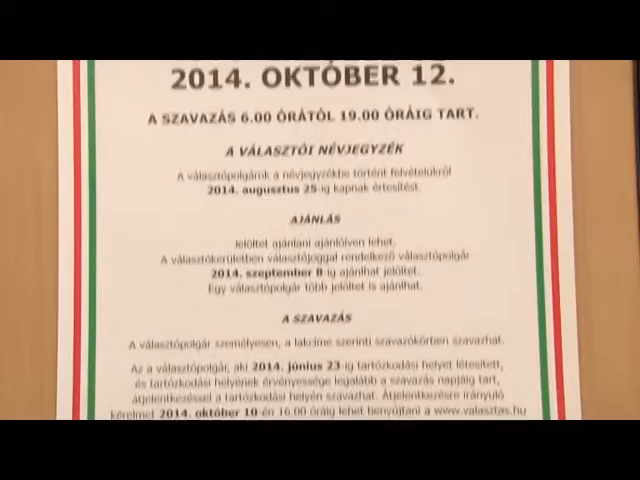 2014. OKTÓBER 12.
A SZAVAZÁS 6.00 ÓRÁTÓL 19.00 ÓRÁIG TART.
A VÁLASZTÓI NÉVJEGYZÉK
A választópolgárok a névjegyzékbe történt felvételükről
2014. augusztus 25-ig kapnak értesítést.
AJÁNLÁS
Jelöltet ajánlani ajánlóíven lehet.
A választókerületben választójoggal rendelkező választópolgár
2014. szeptember 8-ig ajánlhat jelöltet.
Egy választópolgár több jelöltet is ajánlhat.
A SZAVAZÁS
A választópolgár személyesen, a lakcíme szerinti szavazókörben szavazhat.
Az a választópolgár, aki 2014. június 23-ig tartózkodási helyet létesített,
és tartózkodási helyének érvényessége legalább a szavazás napjáig tart,
átjelentkezéssel a tartózkodási helyén szavazhat. Átjelentkezésre irányuló
kérelmet 2014. október 10-én 16.00 óráig lehet benyújtani a www.valasztas.hu